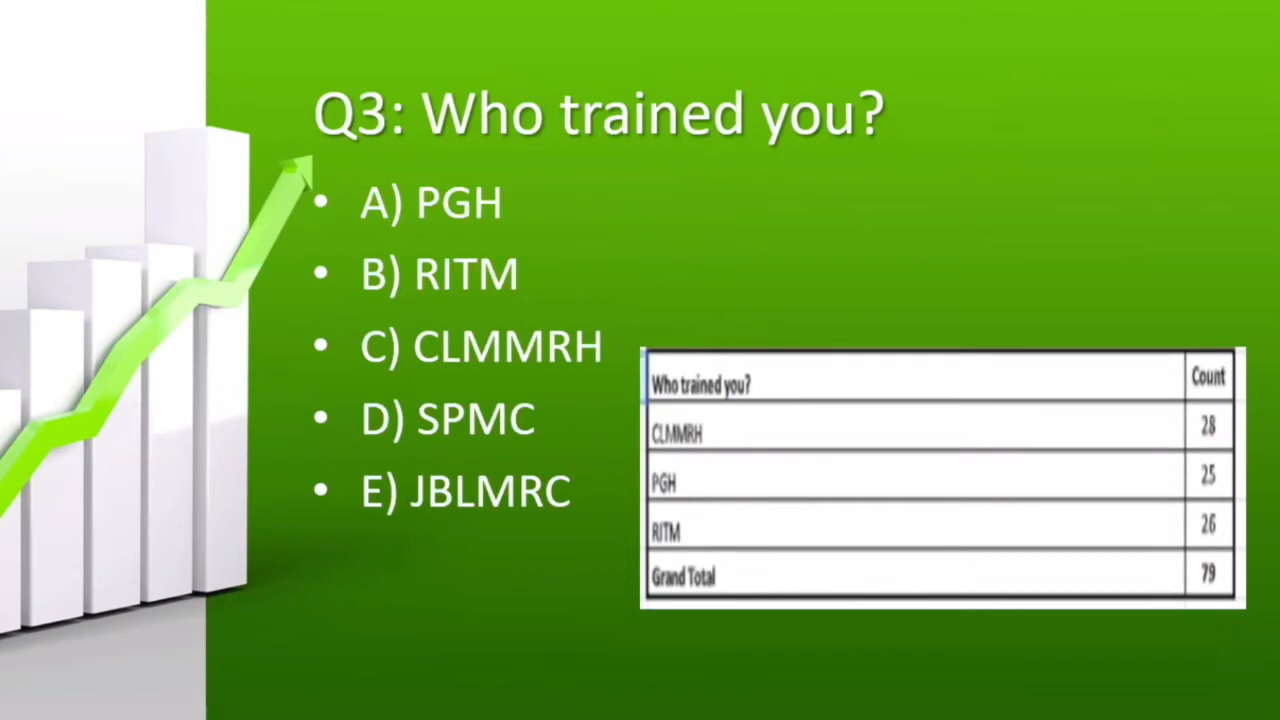 Q3: Who trained you?
• A) PGH
• B) RITM
• C) CLMMRH
• D) SPMC
• E) JBLMRC
Who trained you? Count
CLMMRH 28
PGH 25
RITM 26
Grand Total 79